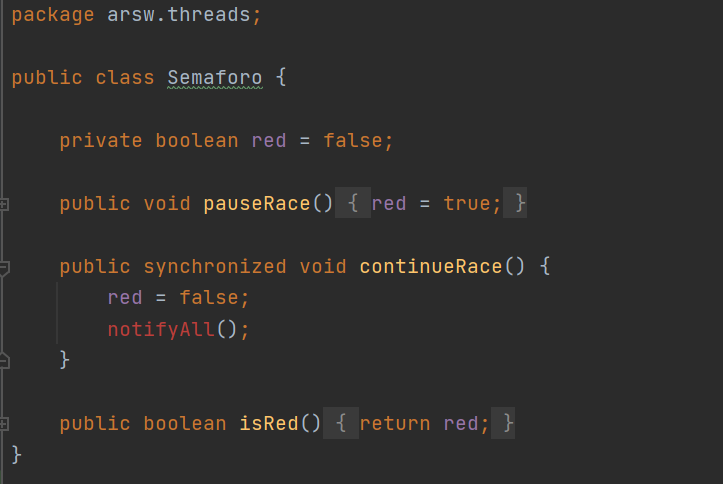 package arsw.threads;
public class Semaforo {
private boolean red = false;
public void pauseRace() { red = true; }
public synchronized void continueRace() {
red = false;
notifyAll();
}
public boolean isRed() { return red; }
}